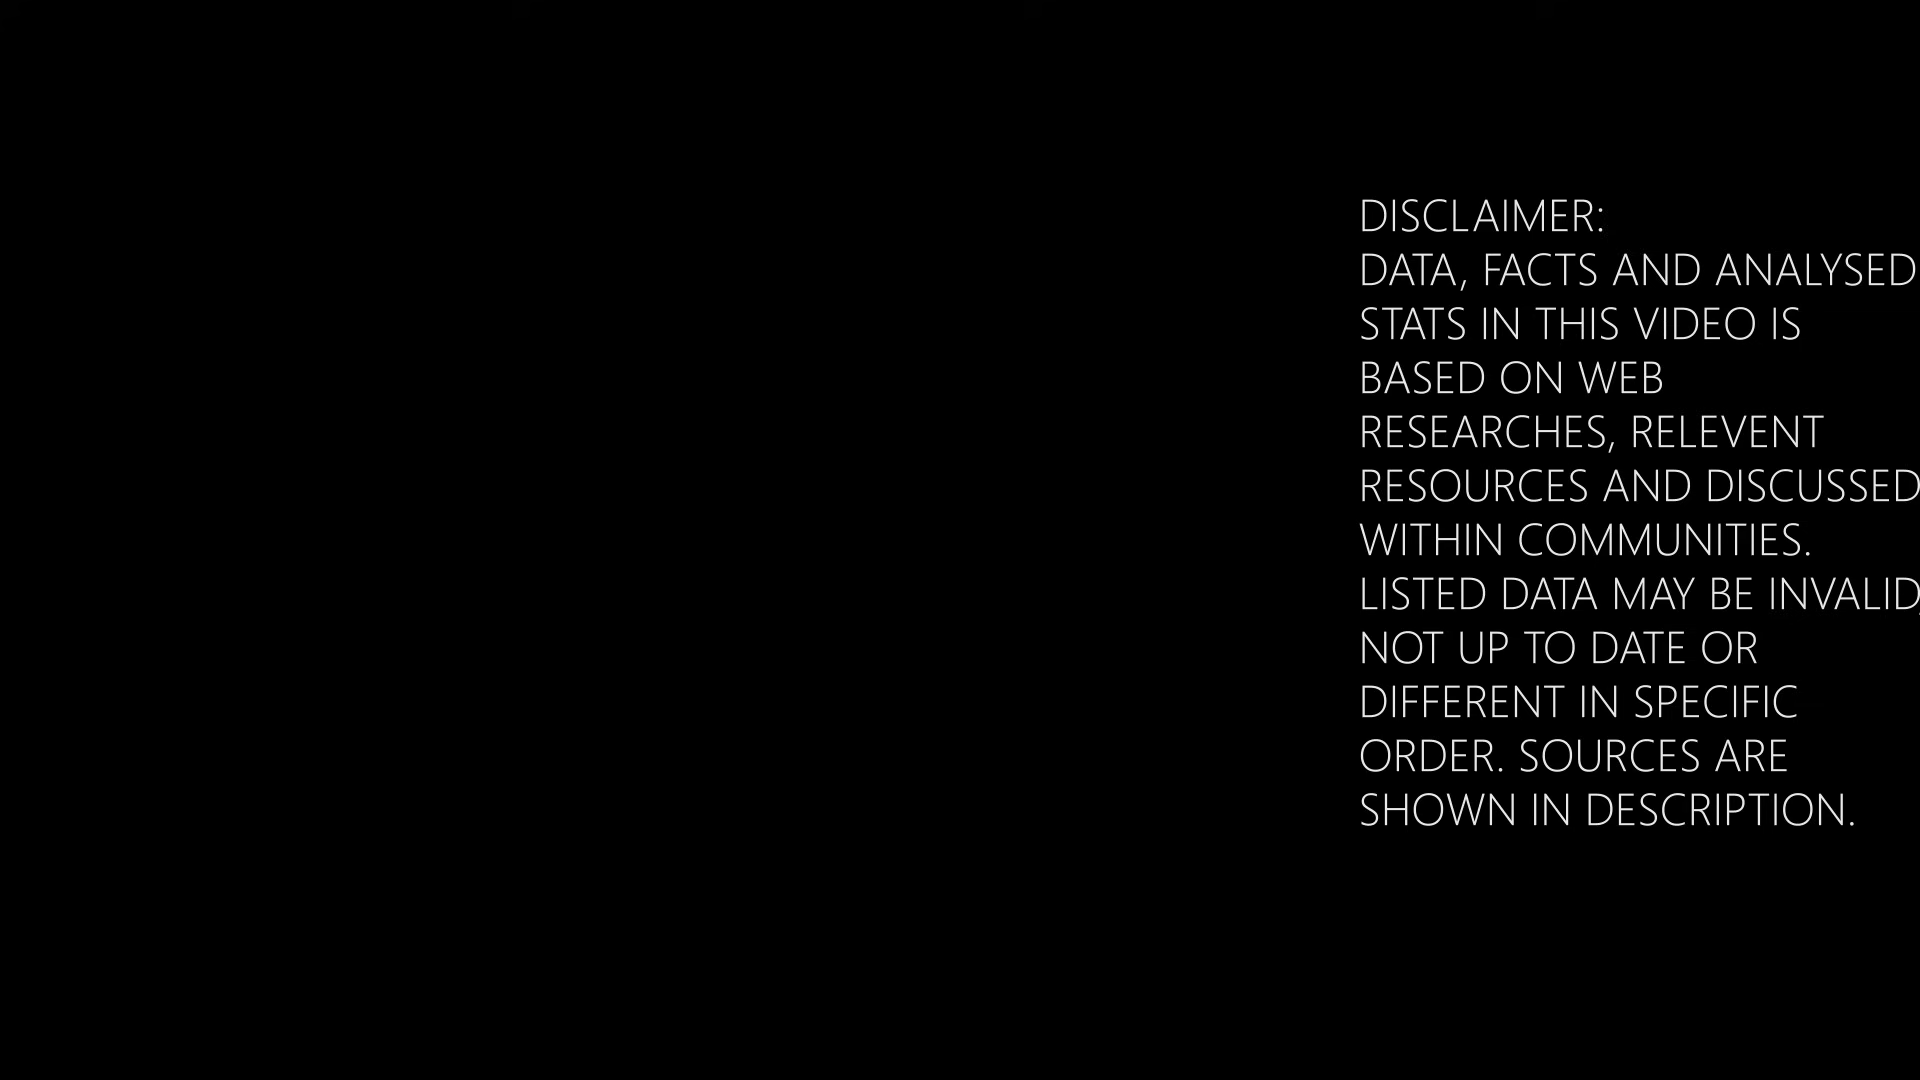 DISCLAIMER:
DATA, FACTS AND ANALYSED
STATS IN THIS VIDEO IS
BASED ON WEB
RESEARCHES, RELEVENT
RESOURCES AND DISCUSSED
WITHIN COMMUNITIES.
LISTED DATA MAY BE INVALID,
NOT UP TO DATE OR
DIFFERENT IN SPECIFIC
ORDER. SOURCES ARE
SHOWN IN DESCRIPTION.